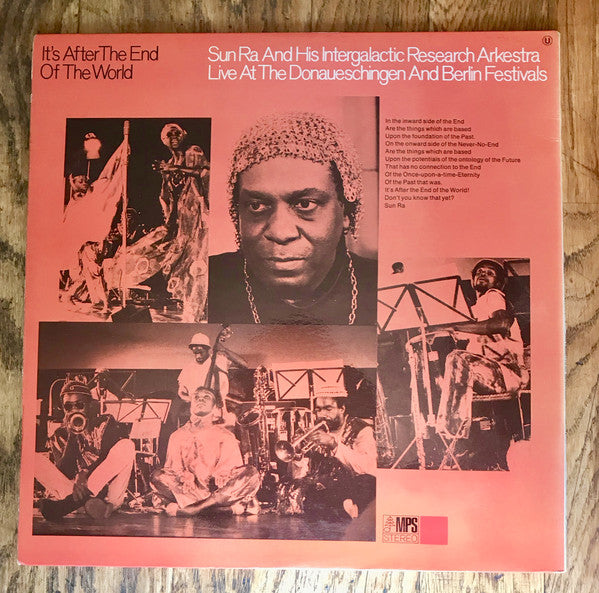 It's After The End
Of The World
Sun Ra And His Intergalactic Research Arkestra
Live At The Donaueschingen And Berlin Festivals
U
In the inward side of the End
Are the things which are based
Upon the foundation of the Past.
On the onward side of the Never-No-End
Are the things which are based
Upon the potentials of the ontology of the Future
That has no connection to the End
Of the Once-upon-a-time-Eternity
Of the Past that was.
It's After the End of the World!
Don't you know that yet?
Sun Ra
MPS
STEREO